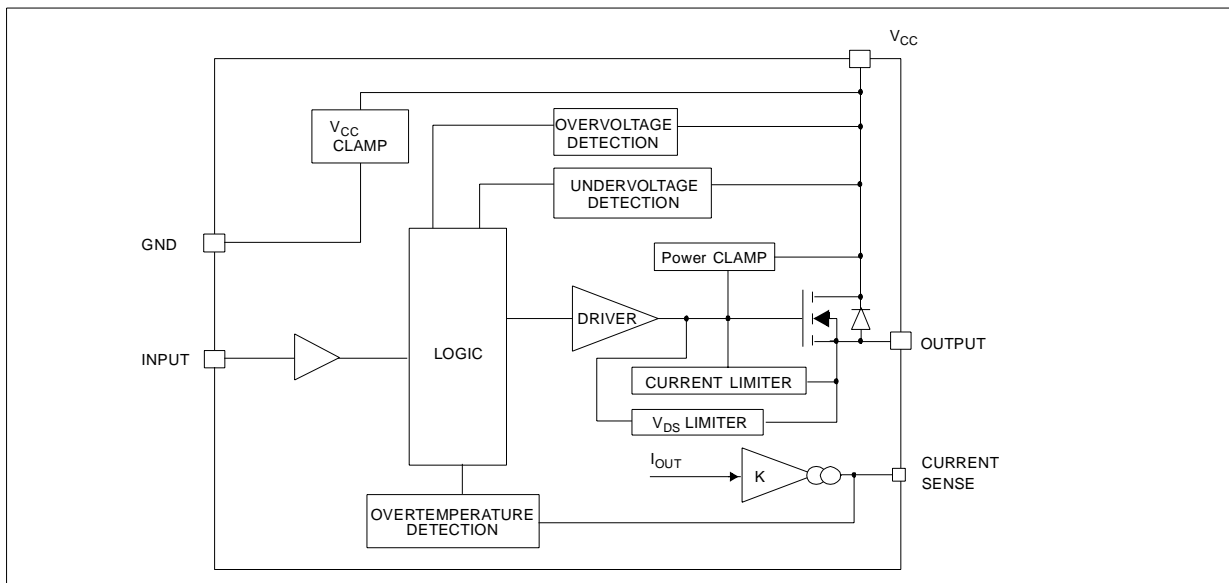 VCC
VCC
CLAMP
OVERVOLTAGE
DETECTION
UNDERVOLTAGE
DETECTION
GND
Power CLAMP
DRIVER
LOGIC
INPUT
OUTPUT
CURRENT LIMITER
VDS LIMITER
IOUT
K
CURRENT
SENSE
OVERTEMPERATURE
DETECTION